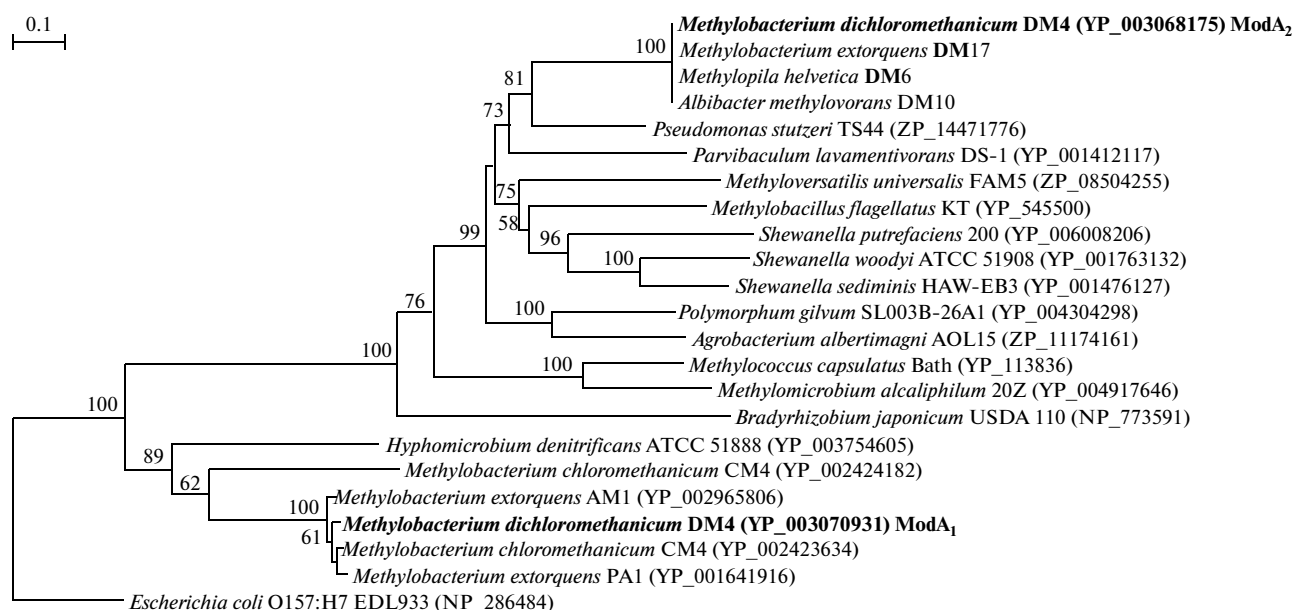 0.1
Methylobacterium dichloromethanicum DM4 (YP_003068175) ModA2
100
Methylobacterium extorquens DM17
Methylopila helvetica DM6
81
Albibacter methylovorans DM10
73
Pseudomonas stutzeri TS44 (ZP_14471776)
Parvibaculum lavamentivorans DS-1 (YP_001412117)
75
Methyloversatilis universalis FAM5 (ZP_08504255)
58
Methylobacillus flagellatus KT (YP_545500)
99
96
Shewanella putrefaciens 200 (YP_006008206)
100
Shewanella woodyi ATCC 51908 (YP_001763132)
Shewanella sediminis HAW-EB3 (YP_001476127)
76
100
Polymorphum gilvum SL003B-26A1 (YP_004304298)
Agrobacterium albertimagni AOL15 (ZP_11174161)
100
100
Methylococcus capsulatus Bath (YP_113836)
Methylomicrobium alcaliphilum 20Z (YP_004917646)
100
Bradyrhizobium japonicum USDA 110 (NP_773591)
89
Hyphomicrobium denitrificans ATCC 51888 (YP_003754605)
62
Methylobacterium chloromethanicum CM4 (YP_002424182)
100
Methylobacterium extorquens AM1 (YP_002965806)
61
Methylobacterium dichloromethanicum DM4 (YP_003070931) ModA1
Methylobacterium chloromethanicum CM4 (YP_002423634)
Methylobacterium extorquens PA1 (YP_001641916)
Escherichia coli O157:H7 EDL933 (NP_286484)